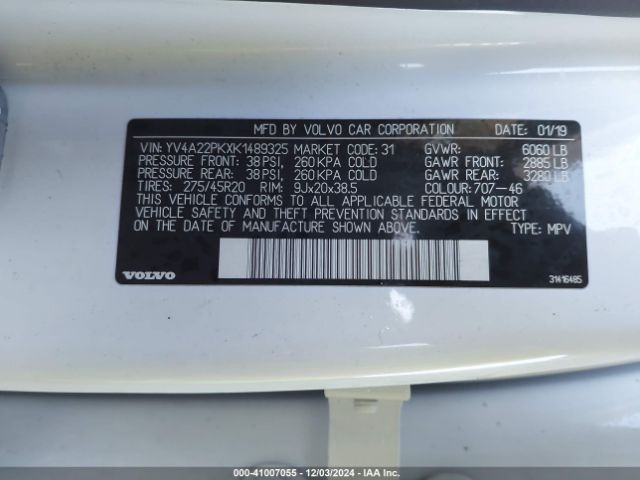 MFD BY VOLVO CAR CORPORATION DATE: 01/19
VIN: YV4A22PKXK1489325 MARKET CODE: 31 GVWR: 6060 LB
PRESSURE FRONT: 38 PSI, 260 KPA COLD GAWR FRONT: 2885 LB
PRESSURE REAR: 38 PSI, 260 KPA COLD GAWR REAR: 3280 LB
TIRES: 275/45R20 RIM: 9Jx20x38.5 COLOUR: 707-46
THIS VEHICLE CONFORMS TO ALL APPLICABLE FEDERAL MOTOR
VEHICLE SAFETY AND THEFT PREVENTION STANDARDS IN EFFECT
ON THE DATE OF MANUFACTURE SHOWN ABOVE. TYPE: MPV
VOLVO 31416485
000-41007055 - 12/03/2024 - IAA Inc.